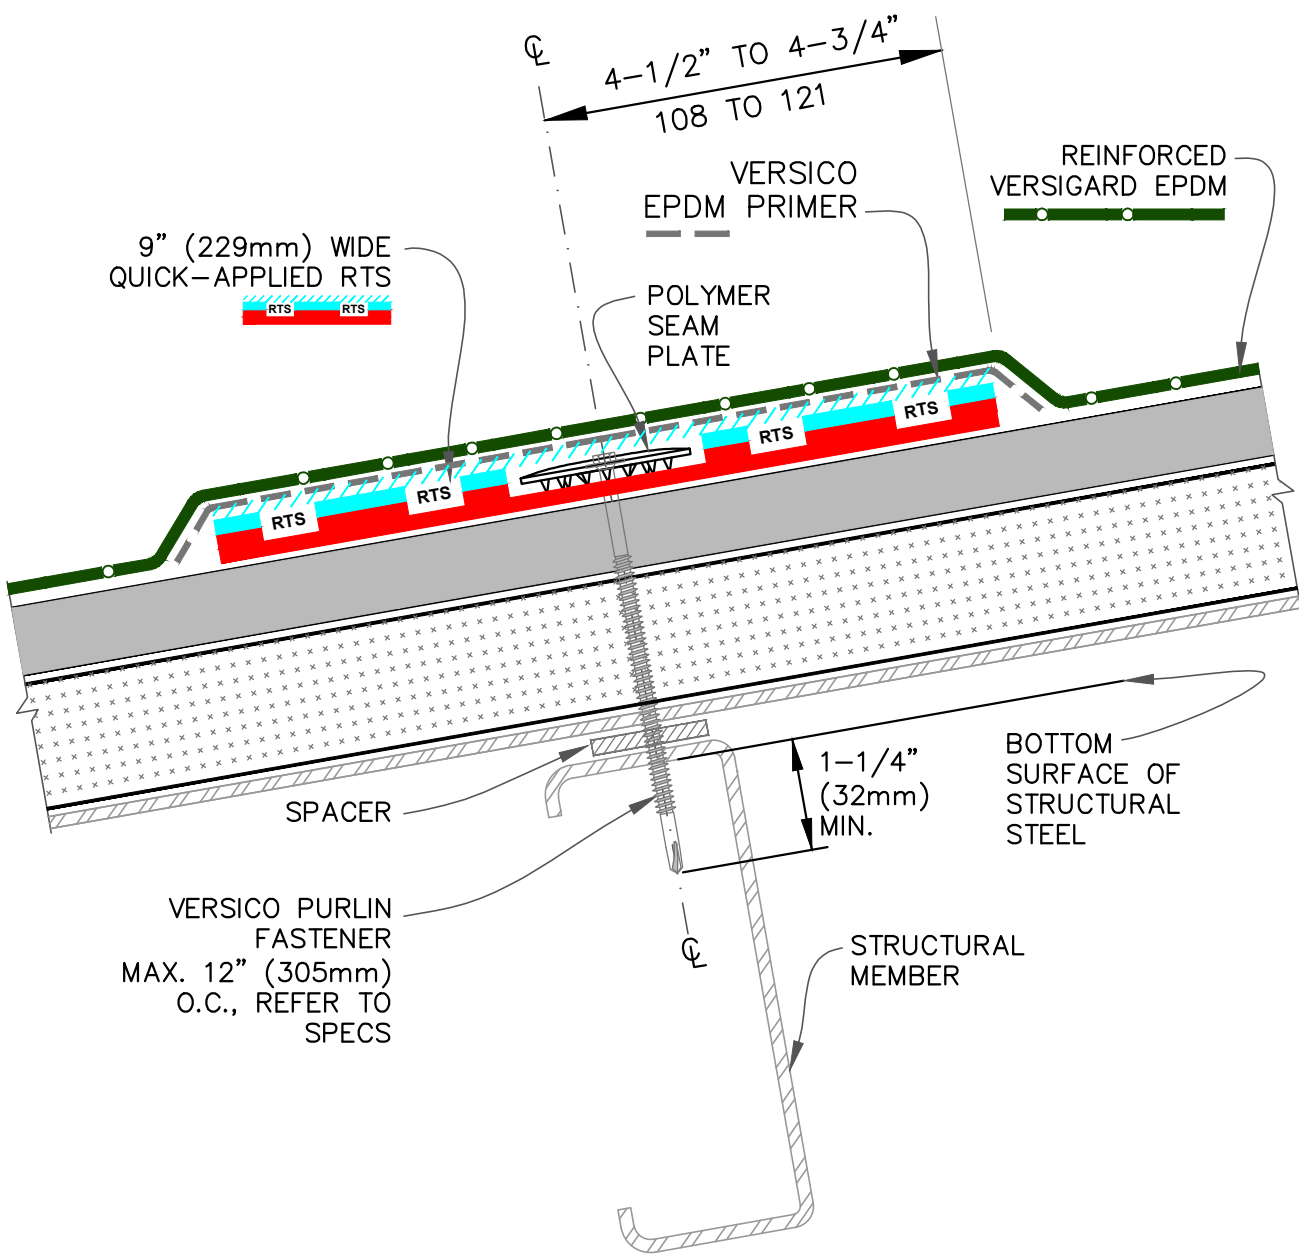 ℄
4-1/2" TO 4-3/4"
108 TO 121
VERSICO
EPDM PRIMER
REINFORCED
VERSIGARD EPDM
9" (229mm) WIDE
QUICK-APPLIED RTS
RTS RTS
POLYMER
SEAM
PLATE
RTS
RTS
RTS
RTS
SPACER
1-1/4"
(32mm)
MIN.
BOTTOM
SURFACE OF
STRUCTURAL
STEEL
VERSICO PURLIN
FASTENER
MAX. 12" (305mm)
O.C., REFER TO
SPECS
℄
STRUCTURAL
MEMBER